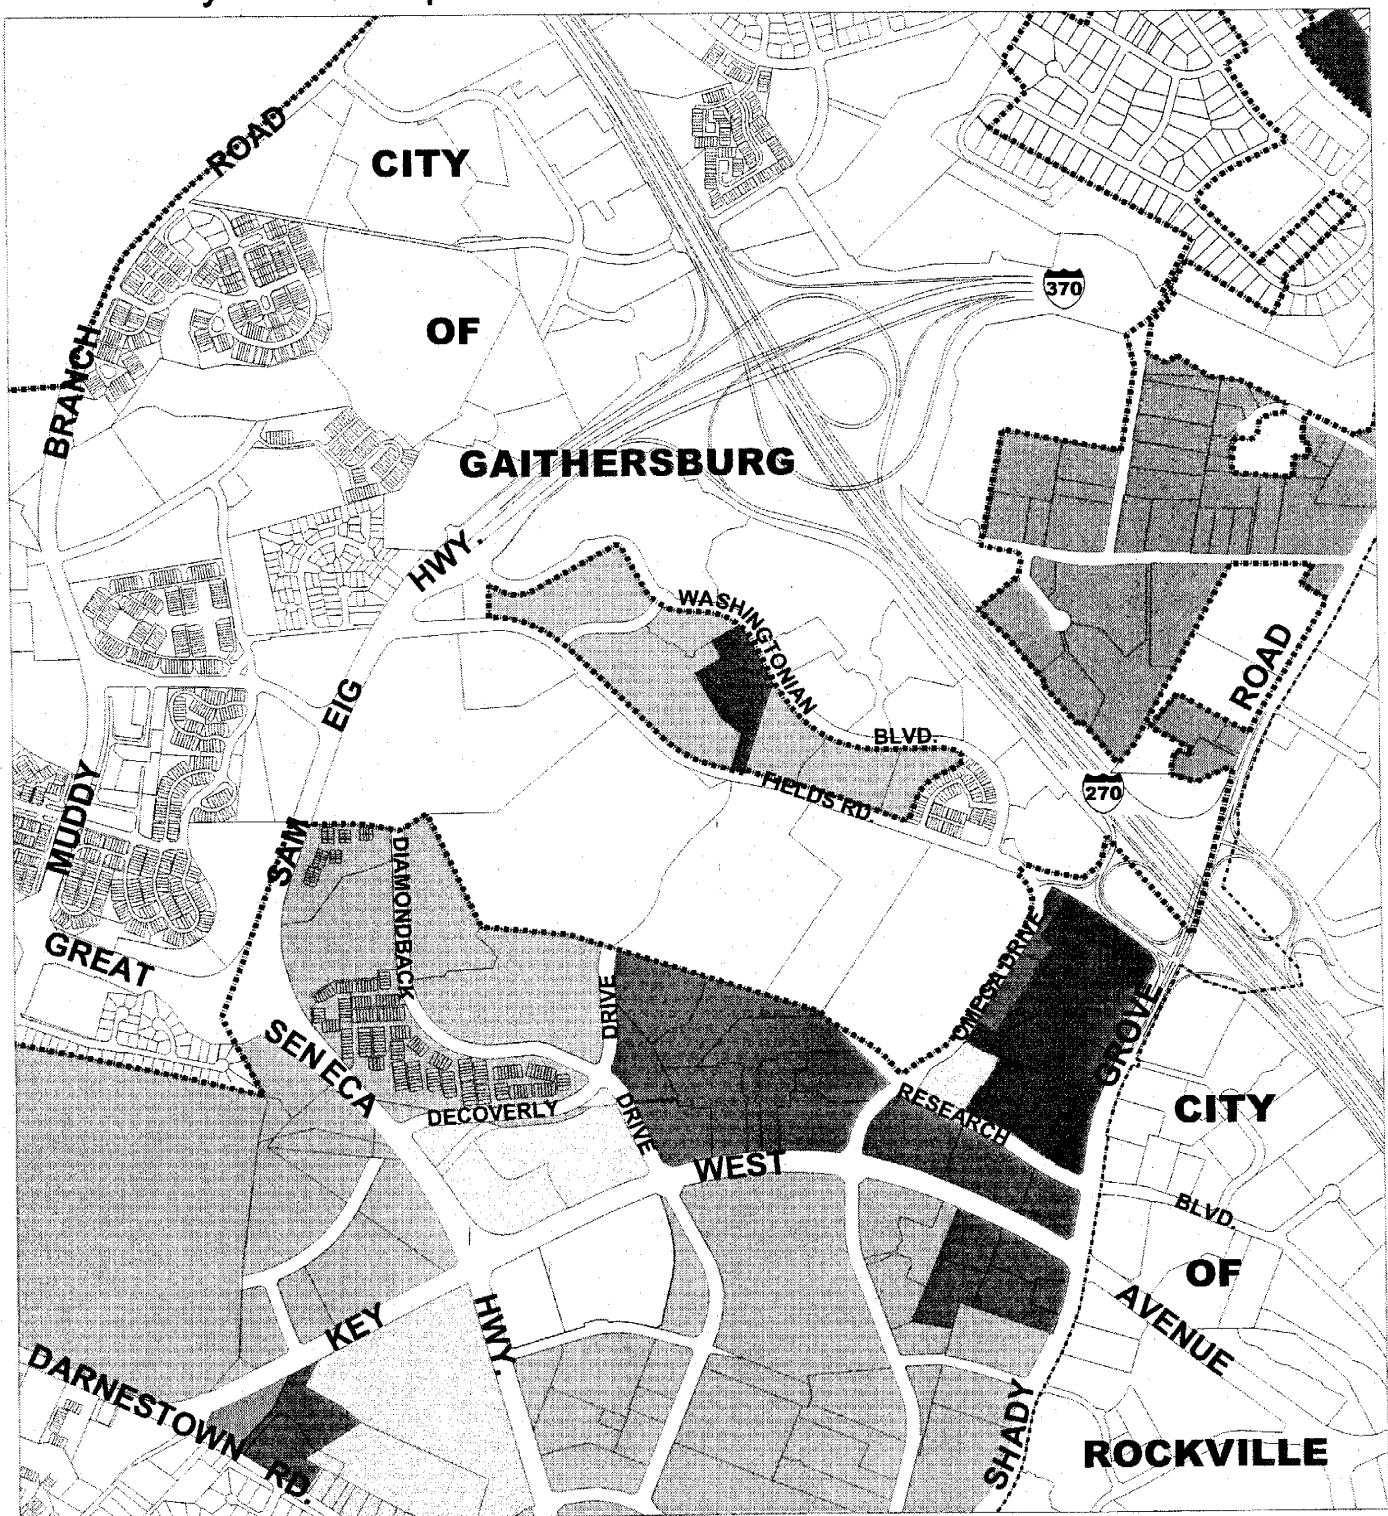 ROAD
CITY
370
OF
BRANCH
GAITHERSBURG
HWY.
WASHINGTONIAN
ROAD
EIG
BLVD.
MUDDY
FIELDS RD.
270
SAM
DIAMONDBACK
GREAT
OMEGA DRIVE
DRIVE
GROVE
SENECA
RESEARCH
CITY
DECOVERLY
DRIVE
WEST
BLVD.
OF
KEY
HWY.
AVENUE
DARNESTOWN RD.
SHADY
ROCKVILLE